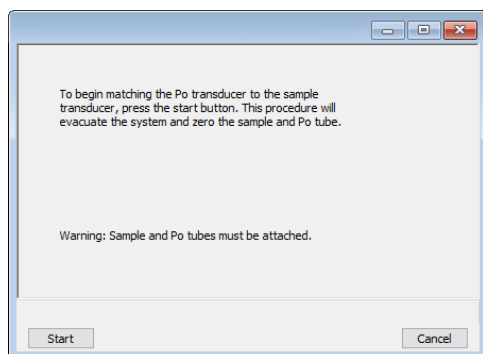 To begin matching the Po transducer to the sample
transducer, press the start button. This procedure will
evacuate the system and zero the sample and Po tube.
Warning: Sample and Po tubes must be attached.
Start
Cancel